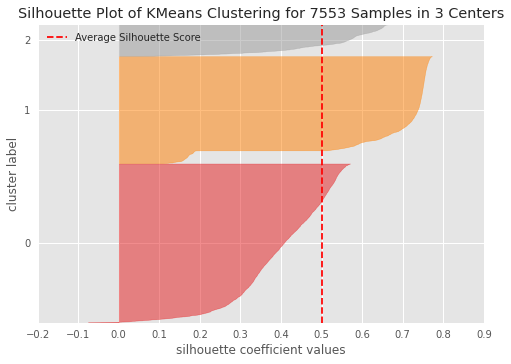 Silhouette Plot of KMeans Clustering for 7553 Samples in 3 Centers
Average Silhouette Score
2
1
0
cluster label
−0.2 −0.1 0.0 0.1 0.2 0.3 0.4 0.5 0.6 0.7 0.8 0.9
silhouette coefficient values